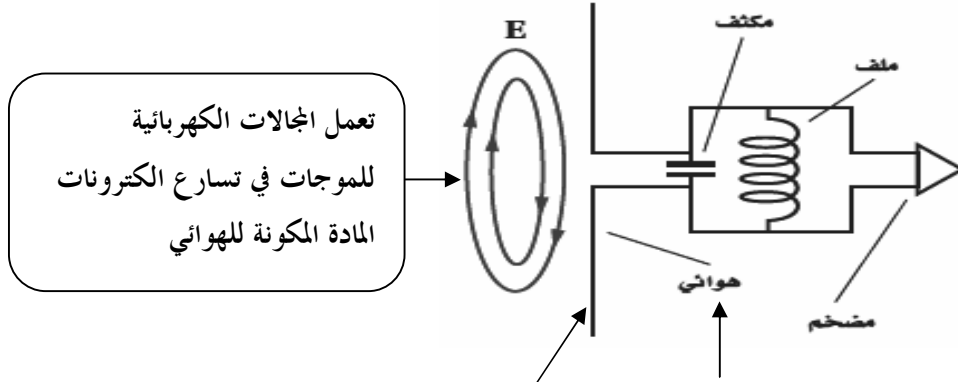 تعمل المجالات الكهربائية
للموجات في تسارع الكترونات
المادة المكونة للهوائي
E
مكثف
ملف
هوائي
مضخم